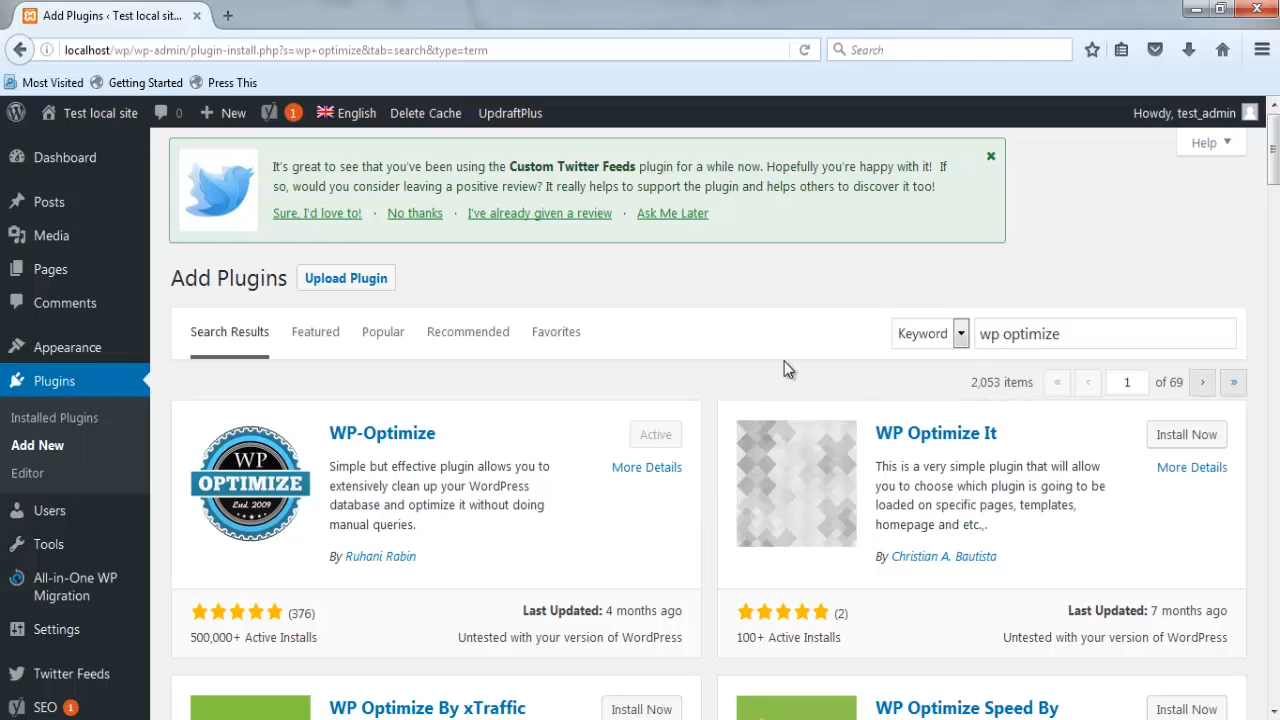 Add Plugins ‹ Test local sit...
localhost/wp/wp-admin/plugin-install.php?s=wp+optimize&tab=search&type=term
Search
Most Visited
Getting Started
Press This
Test local site
0
New
1
English
Delete Cache
UpdraftPlus
Howdy, test_admin
Help
Dashboard
Posts
Media
Pages
Comments
Appearance
Plugins
Installed Plugins
Add New
Editor
Users
Tools
All-in-One WP
Migration
Settings
Twitter Feeds
SEO 1
It's great to see that you've been using the Custom Twitter Feeds plugin for a while now. Hopefully you're happy with it! If
so, would you consider leaving a positive review? It really helps to support the plugin and helps others to discover it too!
Sure, I'd love to! · No thanks · I've already given a review · Ask Me Later
Add Plugins
Upload Plugin
Search Results
Featured
Popular
Recommended
Favorites
Keyword
wp optimize
2,053 items « ‹ 1 of 69 › »
WP
OPTIMIZE
Estd. 2009
WP-Optimize
Active
More Details
Simple but effective plugin allows you to
extensively clean up your WordPress
database and optimize it without doing
manual queries.
By Ruhani Rabin
(376)
500,000+ Active Installs
Last Updated: 4 months ago
Untested with your version of WordPress
WP Optimize It
Install Now
More Details
This is a very simple plugin that will allow
you to choose which plugin is going to be
loaded on specific pages, templates,
homepage and etc,.
By Christian A. Bautista
(2)
100+ Active Installs
Last Updated: 7 months ago
Untested with your version of WordPress
WP Optimize By xTraffic
Install Now
WP Optimize Speed By
Install Now